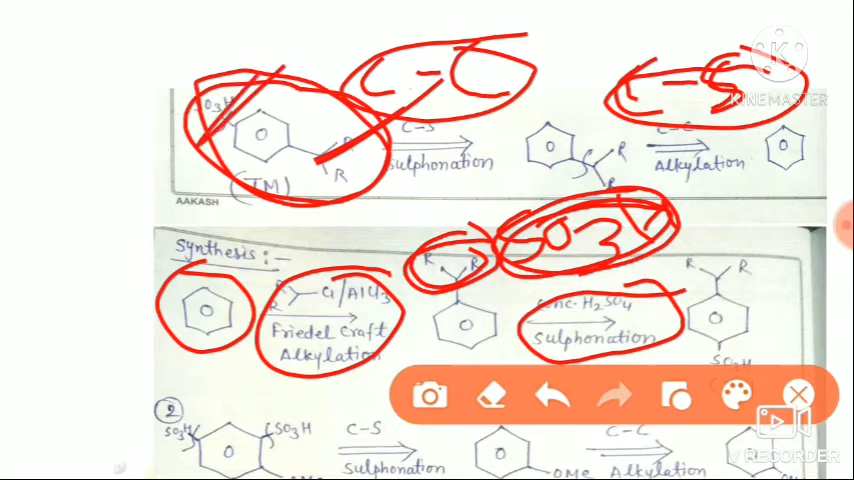 C-C
C-S
K
KINEMASTER
SO3H
R
R
(TM)
C-S
Sulphonation
R
R
C-C
Alkylation
AAKASH
SO3H
Synthesis:-
R
R
Cl/AlCl3
Friedel Craft
Alkylation
R
R
Conc. H2SO4
Sulphonation
R
R
SO3H
2
SO3H
SO3H
C-S
Sulphonation
OMe
C-C
Alkylation
V RECORDER